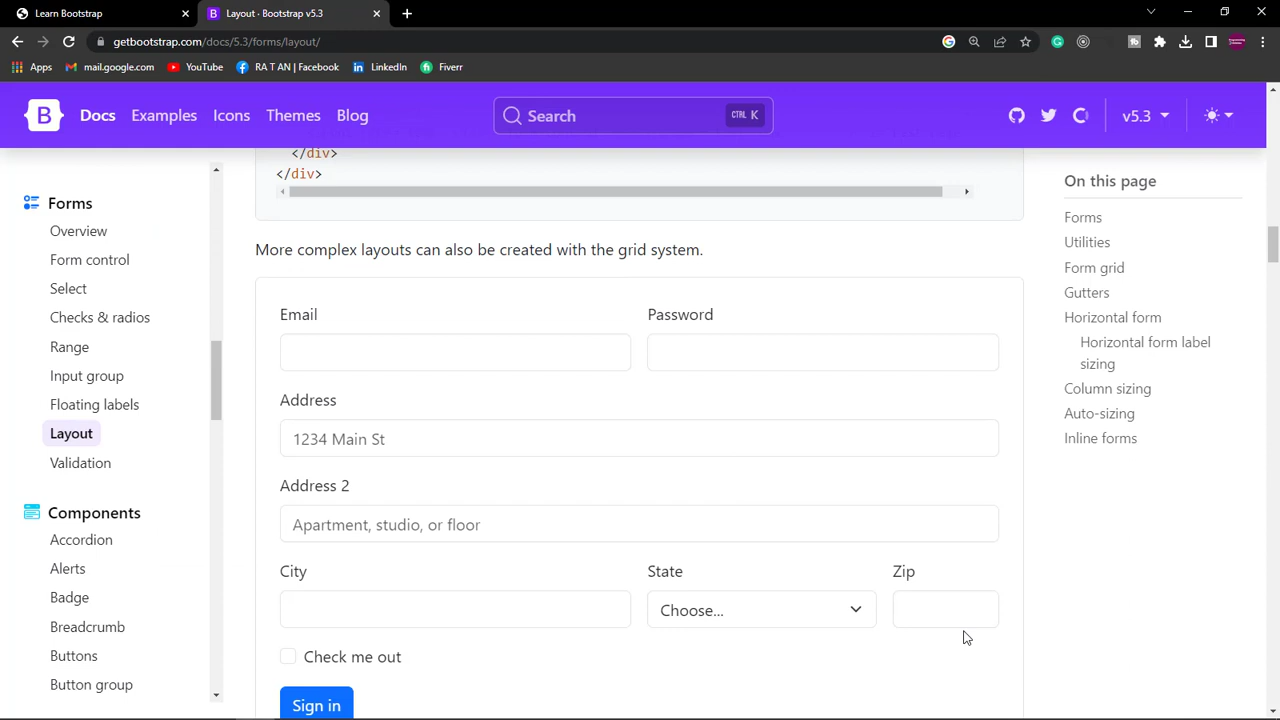 Learn Bootstrap
Layout · Bootstrap v5.3
getbootstrap.com/docs/5.3/forms/layout/
Apps
mail.google.com
YouTube
RA T AN | Facebook
LinkedIn
Fiverr
B
Docs
Examples
Icons
Themes
Blog
Search
CTRL K
v5.3
</div>
</div>
Forms
Overview
Form control
Select
Checks & radios
Range
Input group
Floating labels
Layout
Validation
Components
Accordion
Alerts
Badge
Breadcrumb
Buttons
Button group
More complex layouts can also be created with the grid system.
Email
Password
Address
1234 Main St
Address 2
Apartment, studio, or floor
City
State
Zip
Choose...
Check me out
Sign in
On this page
Forms
Utilities
Form grid
Gutters
Horizontal form
Horizontal form label
sizing
Column sizing
Auto-sizing
Inline forms